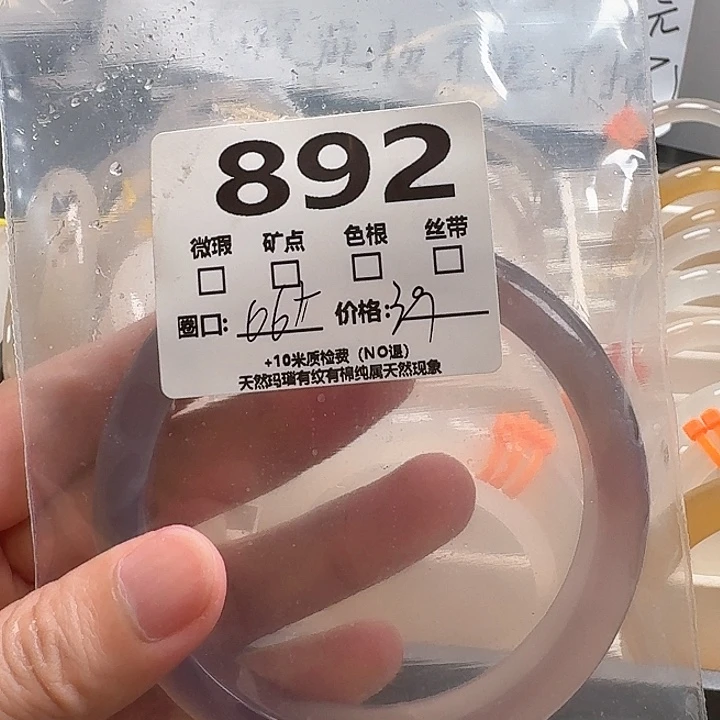 892
微瑕 矿点 色根 丝带
圈口: 66 价格: 39
+10米质检费（NO退）
天然玛瑙有纹有棉纯属天然现象
元